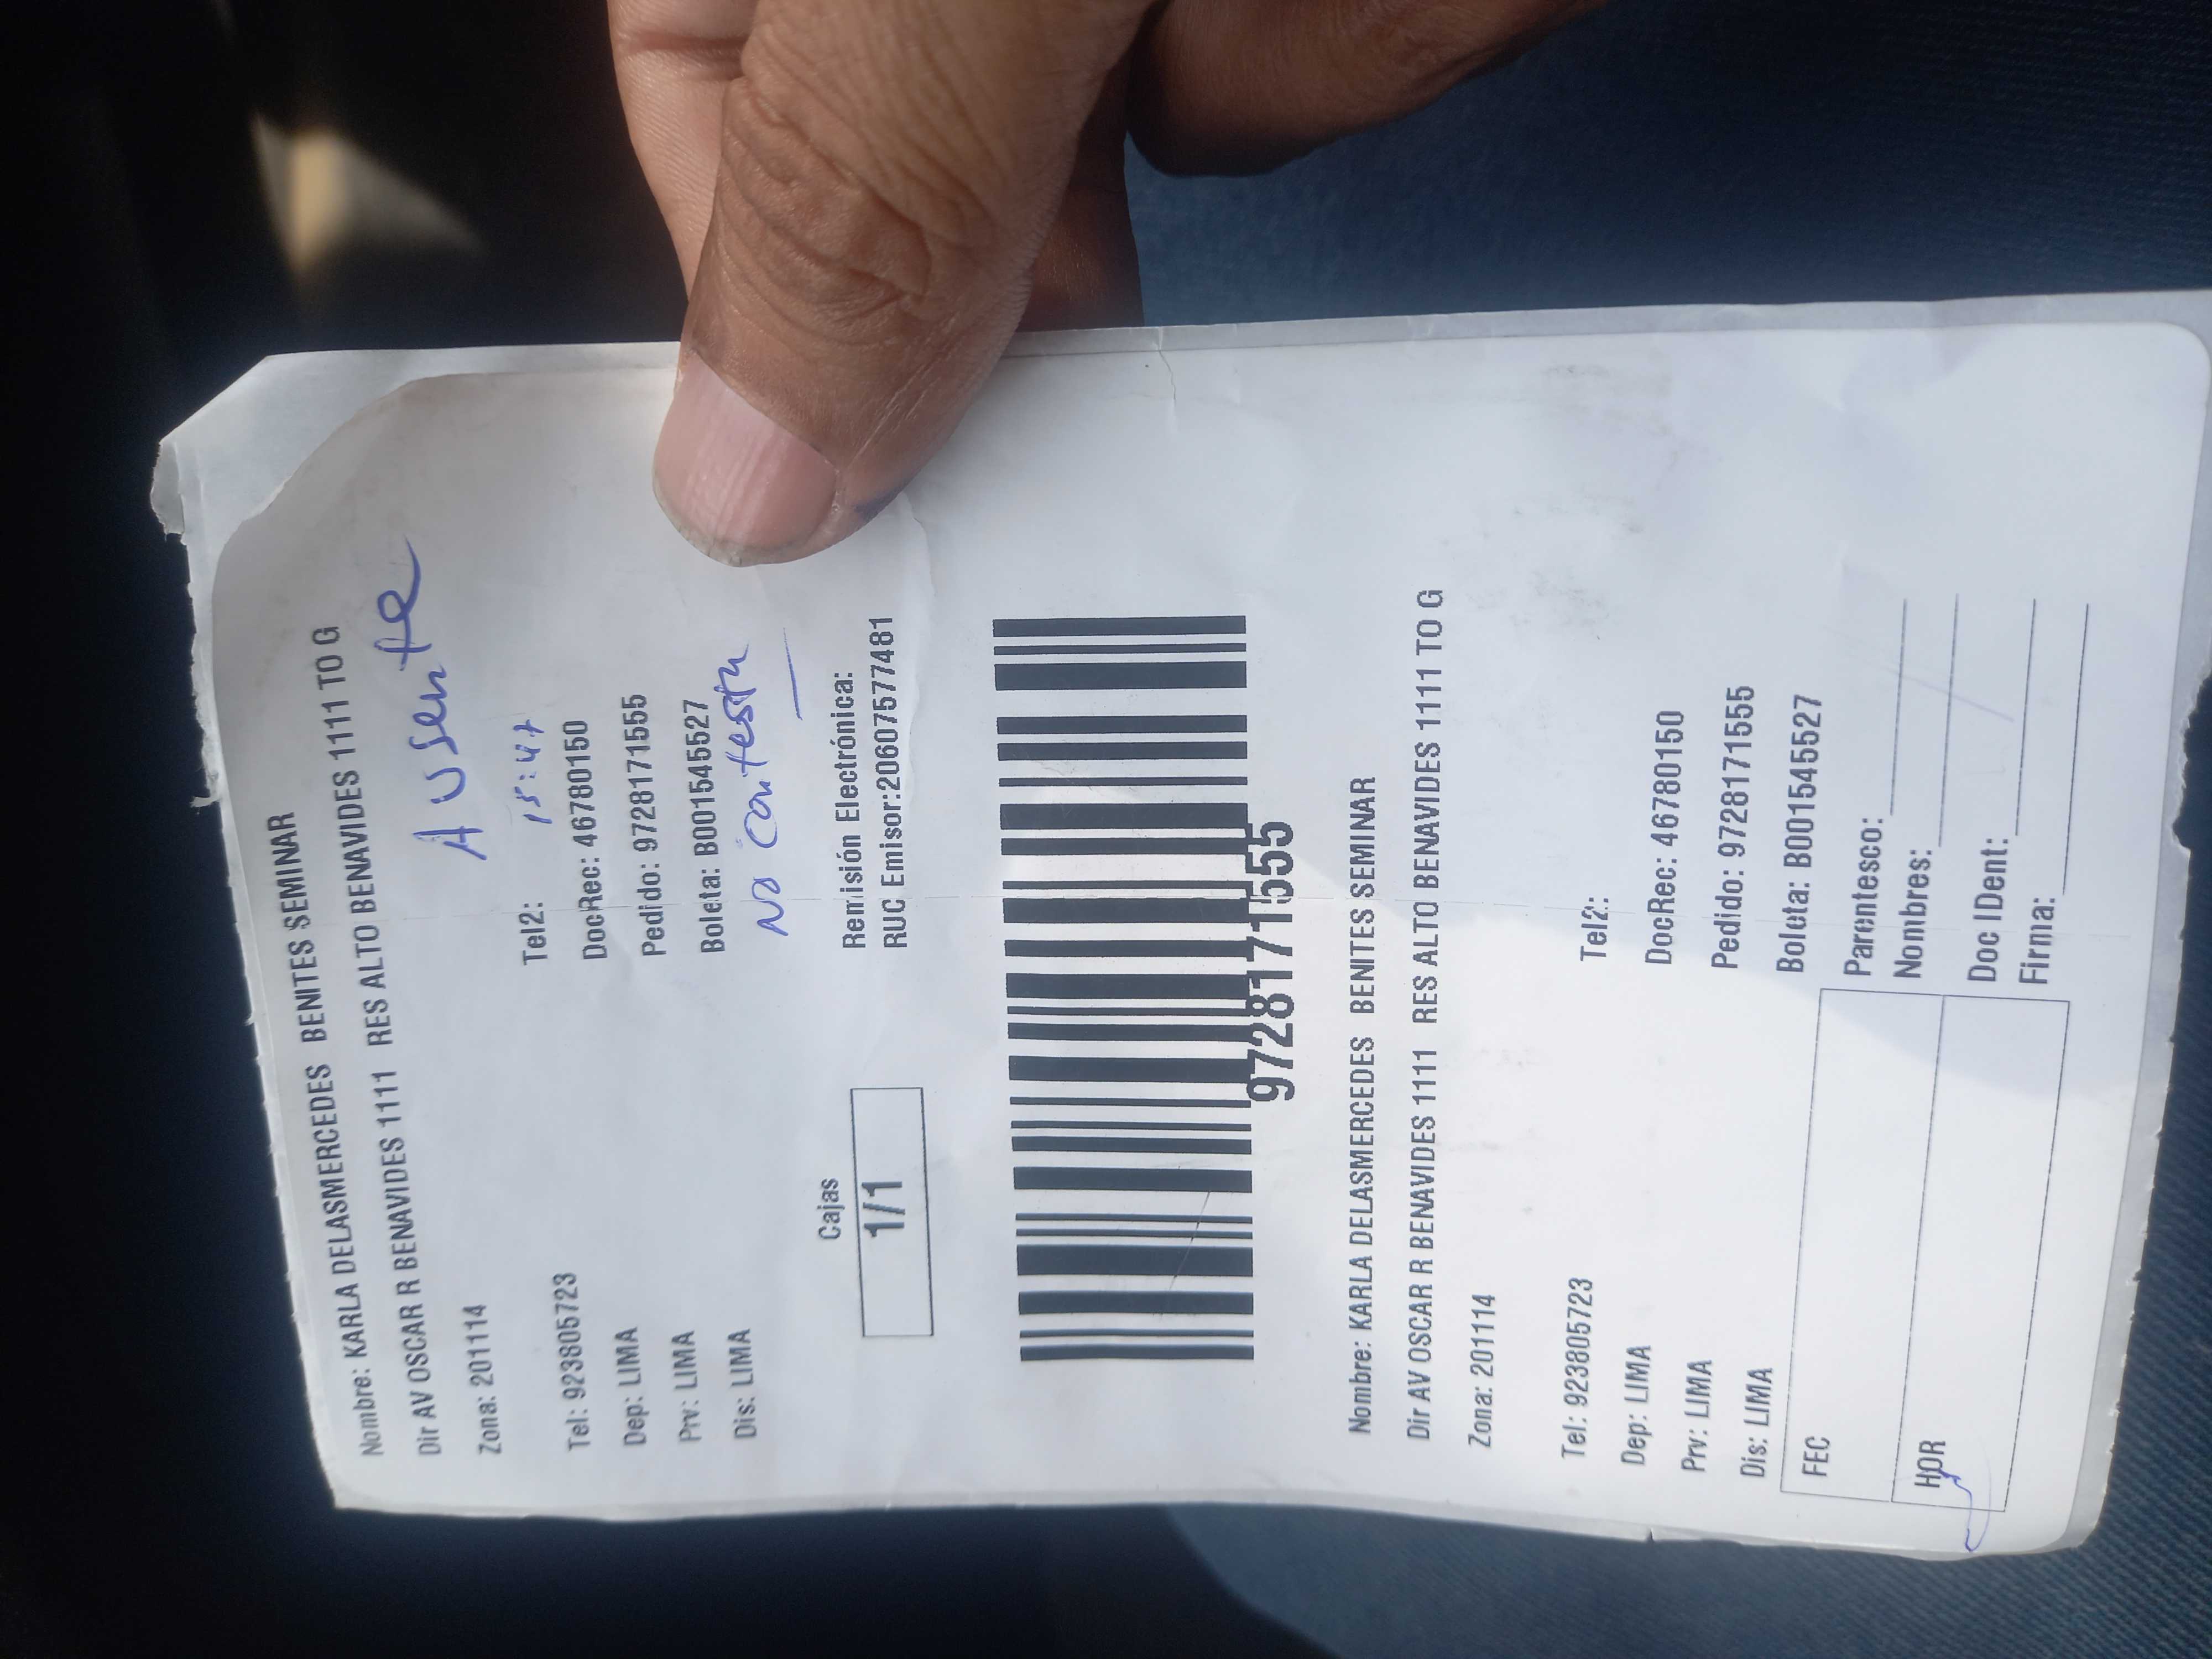 Nombre: KARLA DELASMERCEDES BENITES SEMINAR
Dir AV OSCAR R BENAVIDES 1111 RES ALTO BENAVIDES 1111 TO G
Ausente
Zona: 201114
Tel2:
Tel: 923805723
DocRec: 46780150
Dep: LIMA
Pedido: 9728171555
Prv: LIMA
Boleta: B001545527
Dis: LIMA
No contesta
Cajas
1/1
Remisión Electrónica:
RUC Emisor:20607577481
9728171555
Nombre: KARLA DELASMERCEDES BENITES SEMINAR
Dir AV OSCAR R BENAVIDES 1111 RES ALTO BENAVIDES 1111 TO G
Zona: 201114
Tel: 923805723
Tel2:
Dep: LIMA
DocRec: 46780150
Prv: LIMA
Pedido: 9728171555
Dis: LIMA
Boleta: B001545527
FEC
Parentesco:
Nombres:
HOR
Doc IDent:
Firma: